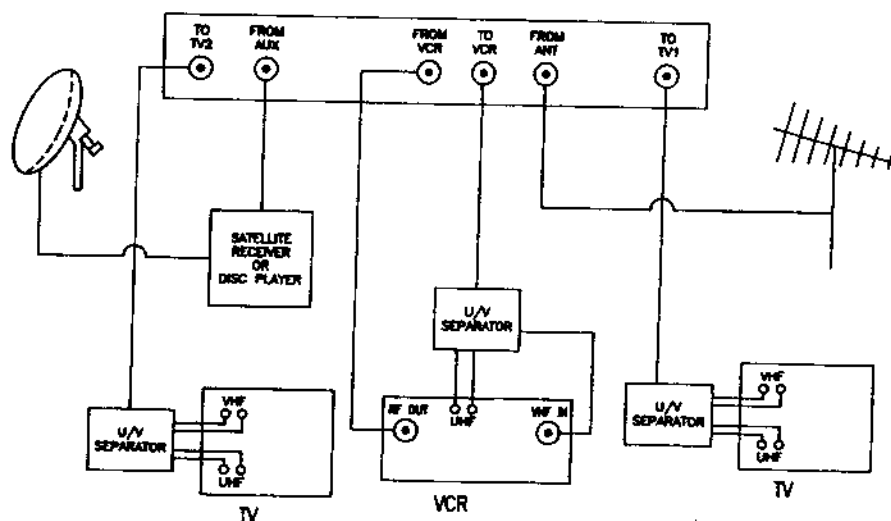 TO
TV2
FROM
AUX
FROM
VCR
TO
VCR
FROM
ANT
TO
TV1
SATELLITE
RECEIVER
OR
DISC PLAYER
U/V
SEPARATOR
U/V
SEPARATOR
VHF
UHF
TV
RF OUT
UHF
VHF IN
VCR
U/V
SEPARATOR
VHF
UHF
TV